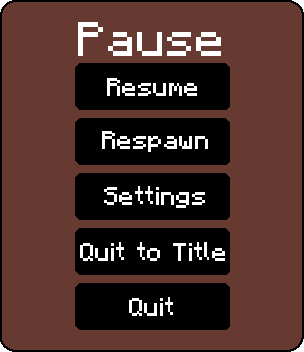 Pause
Resume
Respawn
Settings
Quit to Title
Quit